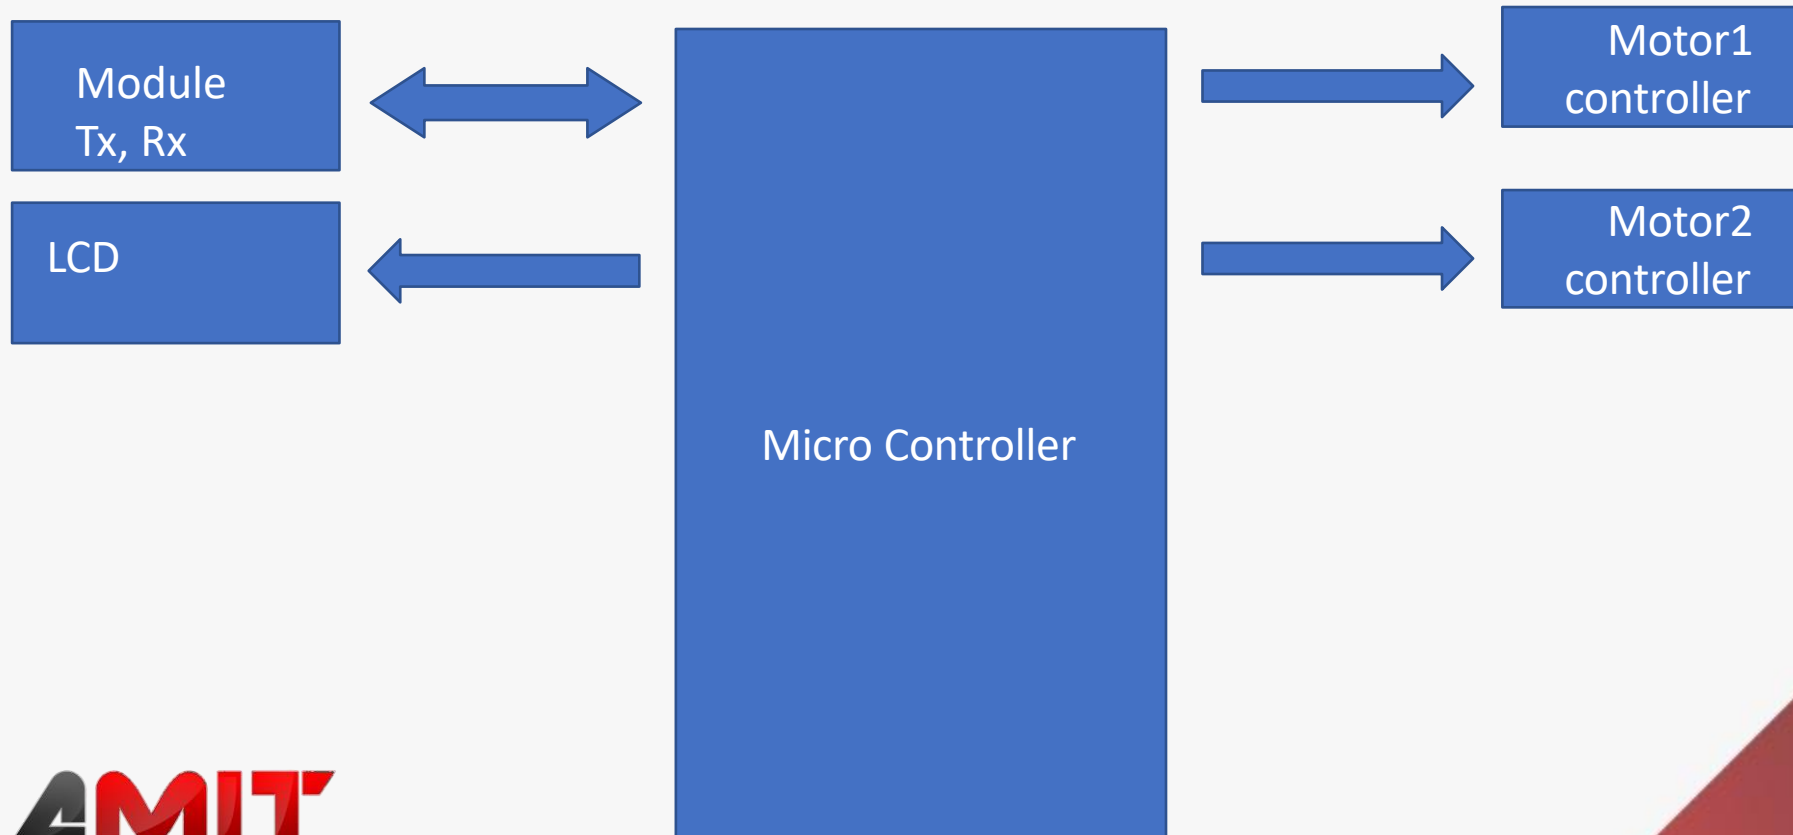 Module
Tx, Rx
LCD
Micro Controller
Motor1
controller
Motor2
controller
AMIT